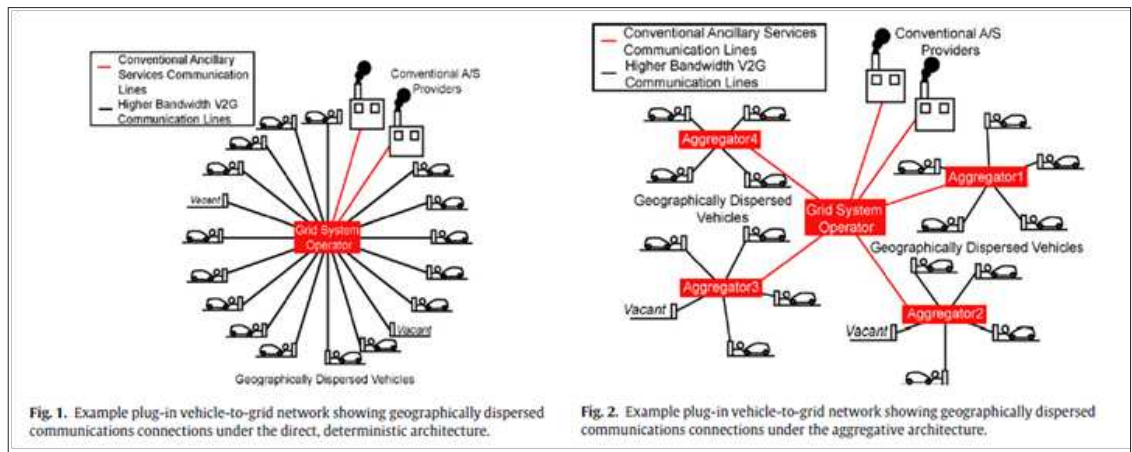 Conventional Ancillary
Services Communication
Lines
Higher Bandwidth V2G
Communication Lines
Conventional A/S
Providers
Vacant
Grid System
Operator
Vacant
Geographically Dispersed Vehicles
Fig. 1. Example plug-in vehicle-to-grid network showing geographically dispersed
communications connections under the direct, deterministic architecture.
Conventional Ancillary Services
Communication Lines
Higher Bandwidth V2G
Communication Lines
Conventional A/S
Providers
Aggregator4
Aggregator1
Geographically Dispersed
Vehicles
Grid System
Operator
Geographically Dispersed Vehicles
Aggregator3
Vacant
Aggregator2
Vacant
Fig. 2. Example plug-in vehicle-to-grid network showing geographically dispersed
communications connections under the aggregative architecture.